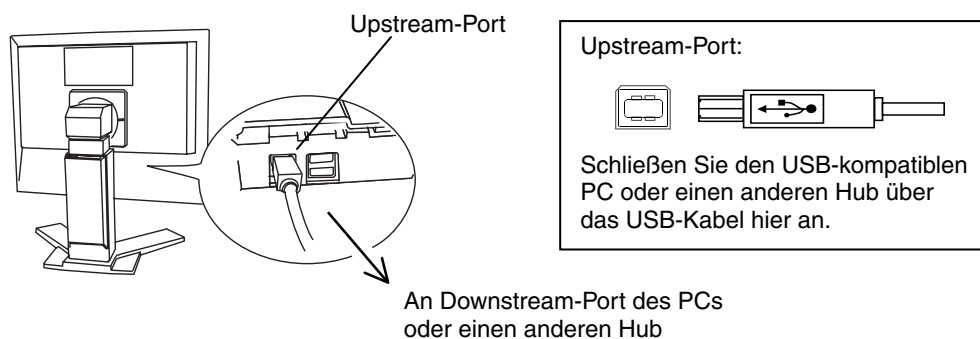 Upstream-Port
Upstream-Port:
Schließen Sie den USB-kompatiblen
PC oder einen anderen Hub über
das USB-Kabel hier an.
An Downstream-Port des PCs
oder einen anderen Hub